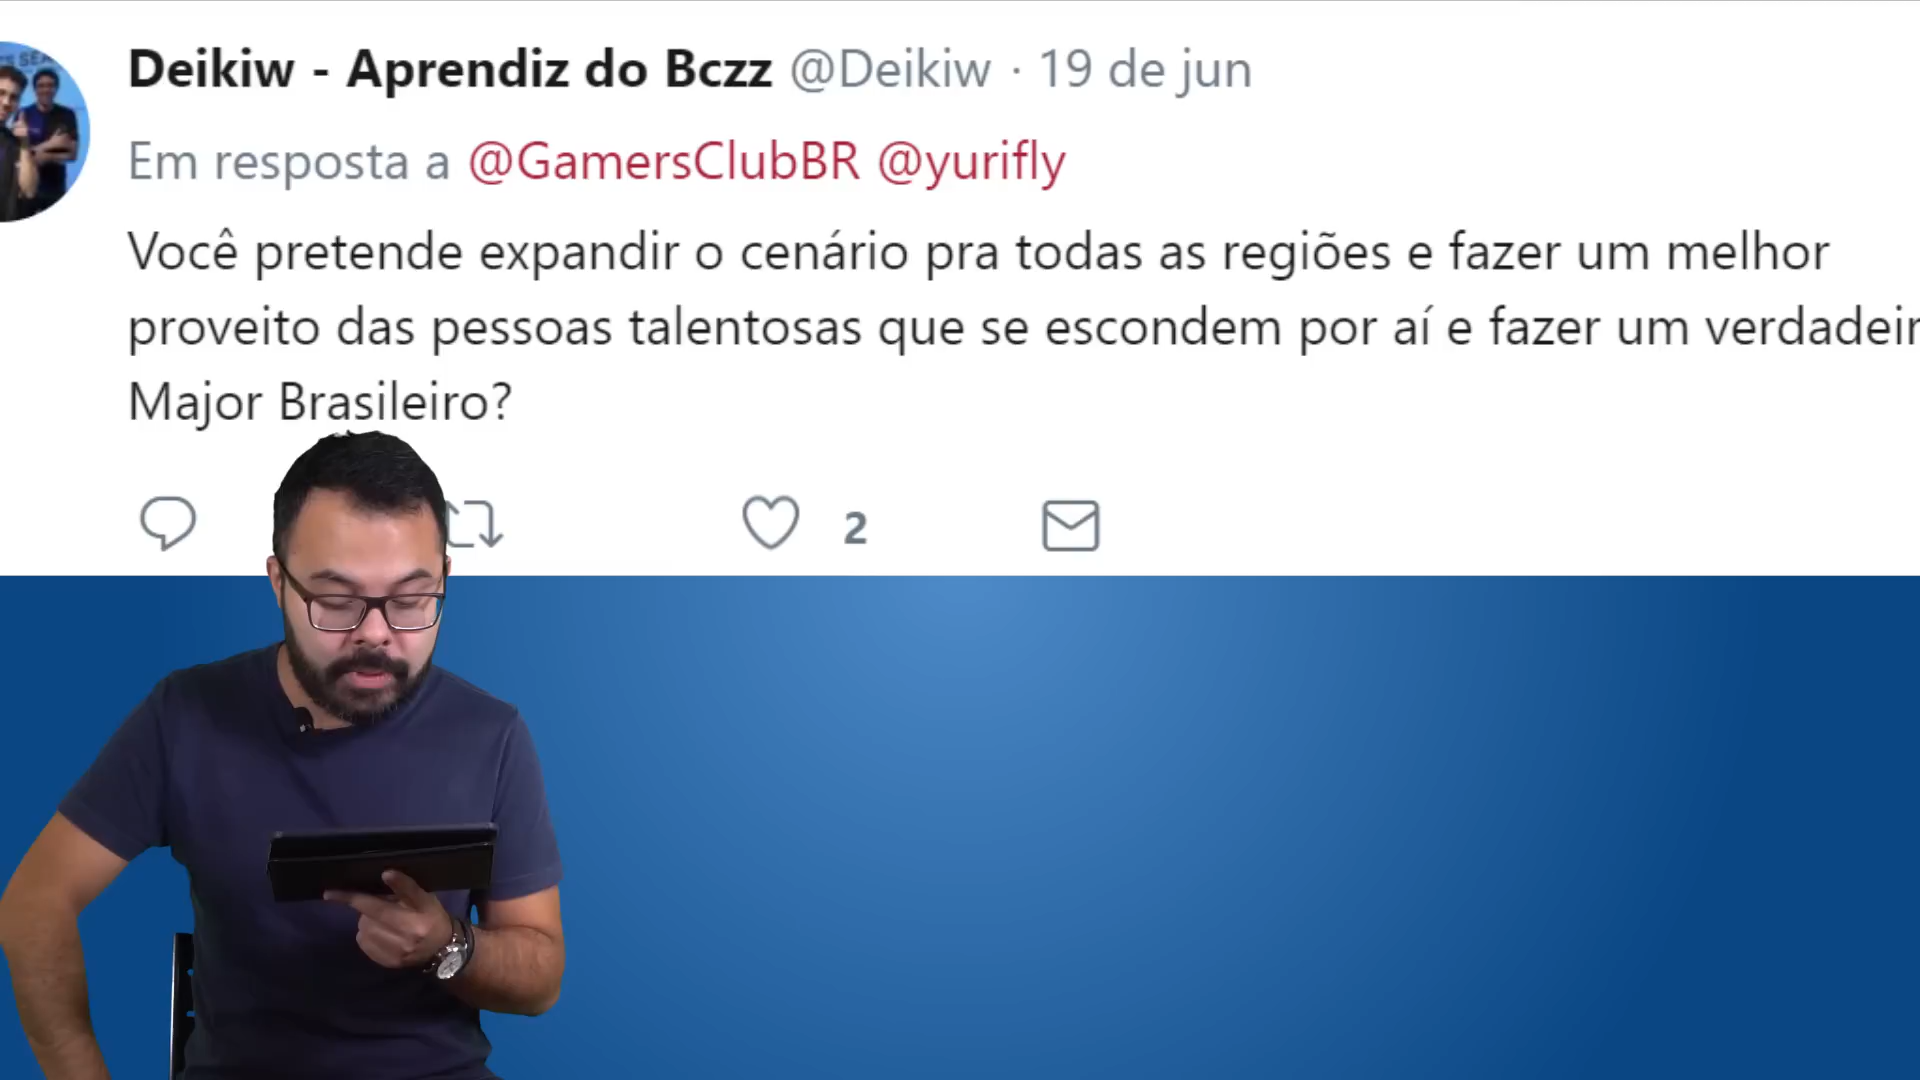 Deikiw - Aprendiz do Bczz @Deikiw · 19 de jun
Em resposta a @GamersClubBR @yurifly
Você pretende expandir o cenário pra todas as regiões e fazer um melhor
proveito das pessoas talentosas que se escondem por aí e fazer um
Major Brasileiro?
2